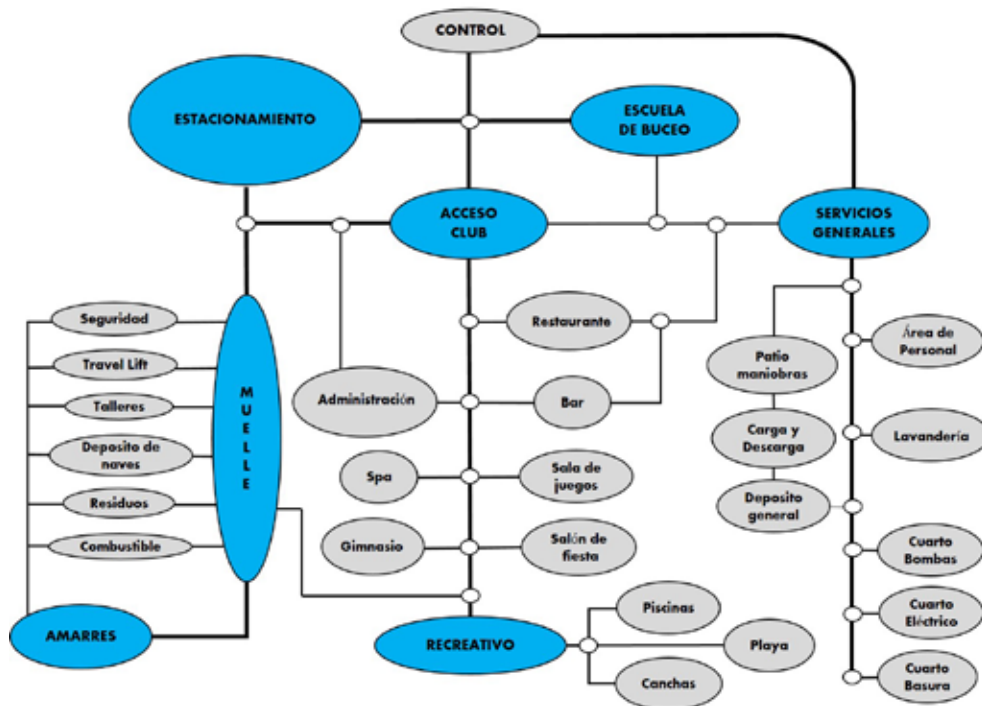 CONTROL
ESTACIONAMIENTO
ESCUELA
DE BUCEO
ACCESO
CLUB
SERVICIOS
GENERALES
Seguridad
Travel Lift
Talleres
Deposito de
naves
Residuos
Combustible
MUELLE
AMARRES
Administración
Restaurante
Bar
Spa
Sala de
juegos
Gimnasio
Salón de
fiesta
RECREATIVO
Piscinas
Playa
Canchas
Patio
maniobras
Carga y
Descarga
Deposito
general
Área de
Personal
Lavandería
Cuarto
Bombas
Cuarto
Eléctrico
Cuarto
Basura